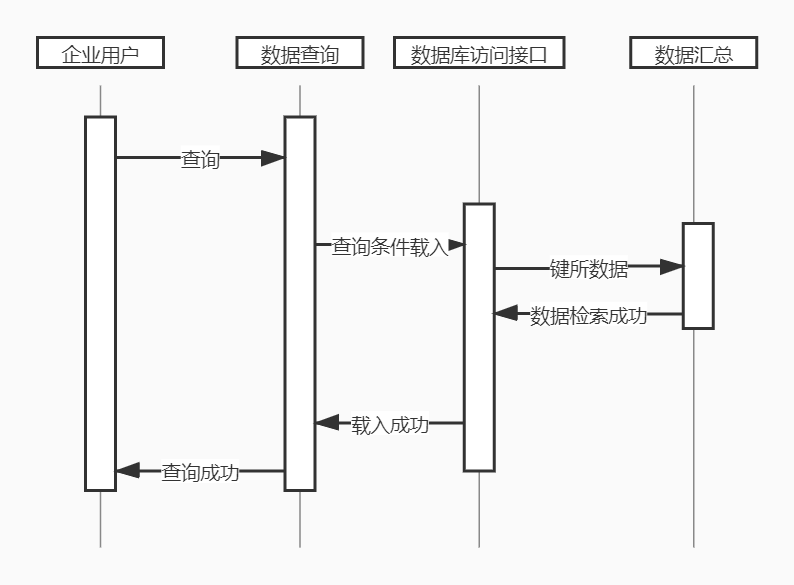 企业用户
数据查询
数据库访问接口
数据汇总
查询
查询条件载入
键所数据
数据检索成功
载入成功
查询成功